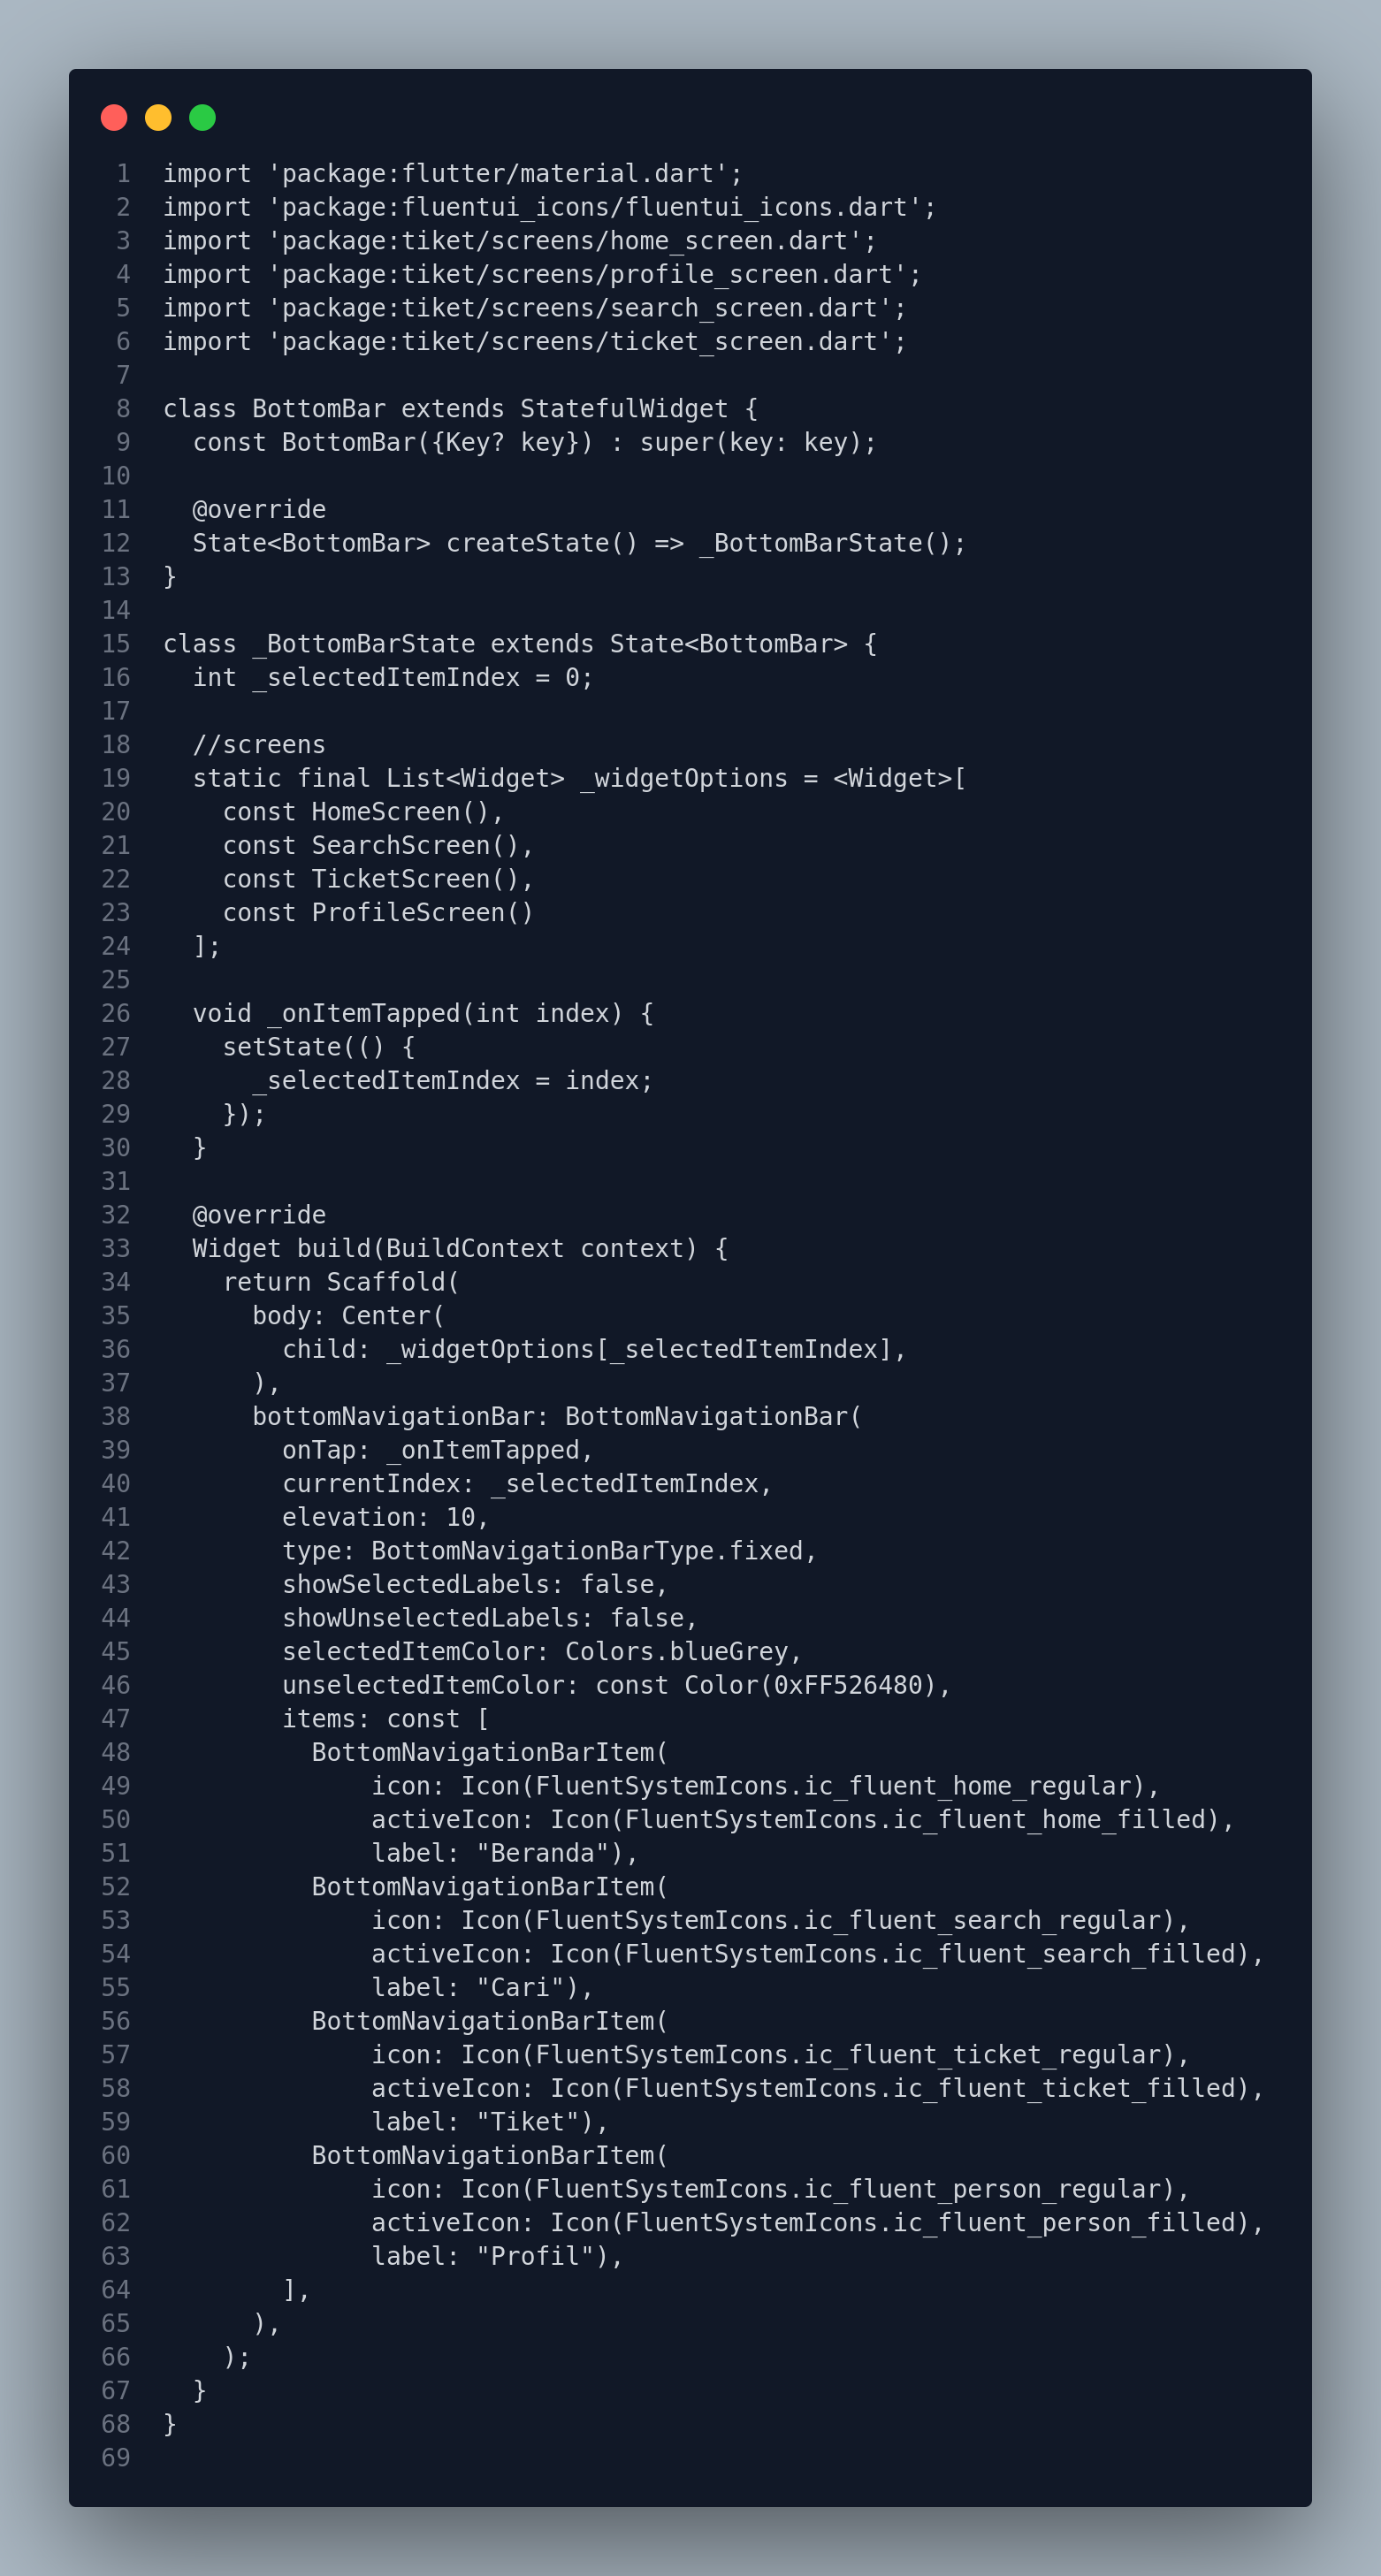 1 import 'package:flutter/material.dart';
2 import 'package:fluentui_icons/fluentui_icons.dart';
3 import 'package:tiket/screens/home_screen.dart';
4 import 'package:tiket/screens/profile_screen.dart';
5 import 'package:tiket/screens/search_screen.dart';
6 import 'package:tiket/screens/ticket_screen.dart';
7
8 class BottomBar extends StatefulWidget {
9   const BottomBar({Key? key}) : super(key: key);
10
11   @override
12   State<BottomBar> createState() => _BottomBarState();
13 }
14
15 class _BottomBarState extends State<BottomBar> {
16   int _selectedItemIndex = 0;
17
18   //screens
19   static final List<Widget> _widgetOptions = <Widget>[
20     const HomeScreen(),
21     const SearchScreen(),
22     const TicketScreen(),
23     const ProfileScreen()
24   ];
25
26   void _onItemTapped(int index) {
27     setState(() {
28       _selectedItemIndex = index;
29     });
30   }
31
32   @override
33   Widget build(BuildContext context) {
34     return Scaffold(
35       body: Center(
36         child: _widgetOptions[_selectedItemIndex],
37       ),
38       bottomNavigationBar: BottomNavigationBar(
39         onTap: _onItemTapped,
40         currentIndex: _selectedItemIndex,
41         elevation: 10,
42         type: BottomNavigationBarType.fixed,
43         showSelectedLabels: false,
44         showUnselectedLabels: false,
45         selectedItemColor: Colors.blueGrey,
46         unselectedItemColor: const Color(0xFF526480),
47         items: const [
48           BottomNavigationBarItem(
49               icon: Icon(FluentSystemIcons.ic_fluent_home_regular),
50               activeIcon: Icon(FluentSystemIcons.ic_fluent_home_filled),
51               label: "Beranda"),
52           BottomNavigationBarItem(
53               icon: Icon(FluentSystemIcons.ic_fluent_search_regular),
54               activeIcon: Icon(FluentSystemIcons.ic_fluent_search_filled),
55               label: "Cari"),
56           BottomNavigationBarItem(
57               icon: Icon(FluentSystemIcons.ic_fluent_ticket_regular),
58               activeIcon: Icon(FluentSystemIcons.ic_fluent_ticket_filled),
59               label: "Tiket"),
60           BottomNavigationBarItem(
61               icon: Icon(FluentSystemIcons.ic_fluent_person_regular),
62               activeIcon: Icon(FluentSystemIcons.ic_fluent_person_filled),
63               label: "Profil"),
64         ],
65       ),
66     );
67   }
68 }
69